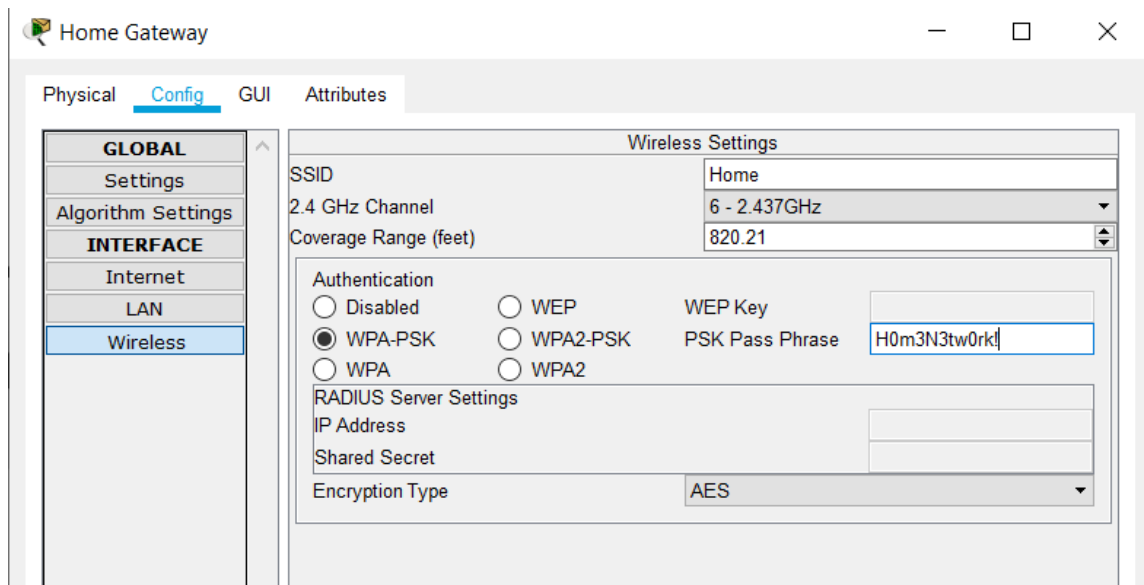 Home Gateway
Physical Config GUI Attributes
GLOBAL
Settings
Algorithm Settings
INTERFACE
Internet
LAN
Wireless
Wireless Settings
SSID Home
2.4 GHz Channel 6 - 2.437GHz
Coverage Range (feet) 820.21
Authentication
Disabled WEP WEP Key
WPA-PSK WPA2-PSK PSK Pass Phrase H0m3N3tw0rk!
WPA WPA2
RADIUS Server Settings
IP Address
Shared Secret
Encryption Type AES